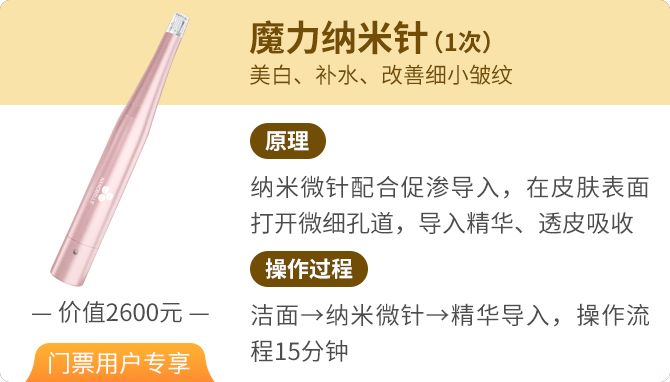 魔力纳米针（1次）
美白、补水、改善细小皱纹
原理
纳米微针配合促渗导入，在皮肤表面
打开微细孔道，导入精华、透皮吸收
操作过程
洁面→纳米微针→精华导入，操作流
程15分钟
— 价值2600元 —
门票用户专享